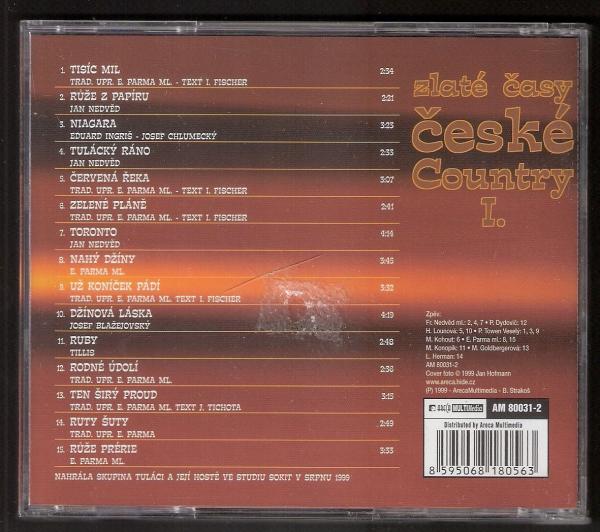 1. TISÍC MIL 2:34
TRAD. UPR. E. PARMA ML. - TEXT I. FISCHER
2. RŮŽE Z PAPÍRU 2:21
JAN NEDVĚD
3. NIAGARA 3:23
EDUARD INGRIŠ - JOSEF CHLUMECKÝ
4. TULÁCKÝ RÁNO 2:33
JAN NEDVĚD
5. ČERVENÁ ŘEKA 3:07
TRAD. UPR. E. PARMA ML. - TEXT I. FISCHER
6. ZELENÉ PLÁNĚ 2:41
TRAD. UPR. E. PARMA ML. - TEXT I. FISCHER
7. TORONTO 4:14
JAN NEDVĚD
8. NAHÝ DŽÍNY 3:45
E. PARMA ML.
9. UŽ KONÍČEK PÁDÍ 3:32
TRAD. UPR. E. PARMA ML. TEXT I. FISCHER
10. DŽÍNOVÁ LÁSKA 4:19
JOSEF BLAŽEJOVSKÝ
11. RUBY 2:48
TILLIS
12. RODNÉ ÚDOLÍ 2:38
TRAD. UPR. E. PARMA ML.
13. TEN ŠIRÝ PROUD 3:15
TRAD. UPR. E. PARMA ML. TEXT J. TICHOTA
14. RUTY ŠUTY 2:49
TRAD. UPR. E. PARMA
15. RŮŽE PRÉRIE 3:33
E. PARMA ML.
NAHRÁLA SKUPINA TULÁCI A JEJÍ HOSTÉ VE STUDIU SOKIT V SRPNU 1999
zlaté časy
české
Country
I.
Zpěv:
Fr. Nedvěd ml.: 2, 4, 7 • P. Dydovič: 12
H. Lounová: 5, 10 • P. Towen Veselý: 1, 3, 9
M. Kohout: 6 • E. Parma ml.: 8, 15
M. Konopík: 11 • M. Goldbergerová: 13
L. Herman: 14
AM 80031-2
Cover foto © 1999 Jan Hofmann
www.areca.hide.cz
(P) 1999 - ArecaMultimedia - B. Strakoš
MULTIMedia AM 80031-2
Distributed by Areca Multimedia
8 595068 180563